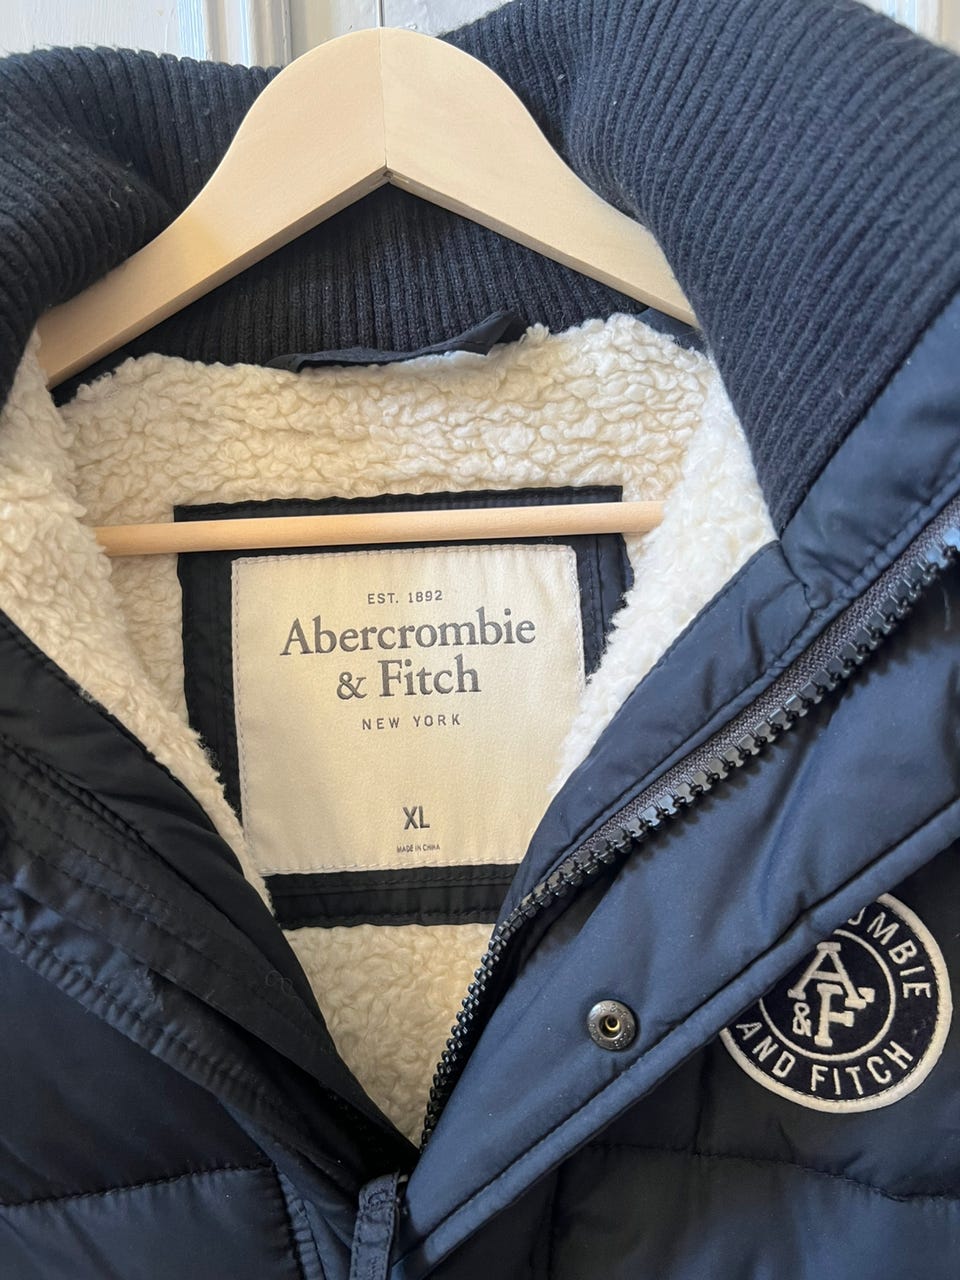 EST. 1892
Abercrombie
& Fitch
NEW YORK
XL
MADE IN CHINA
A
&F
AND FITCH